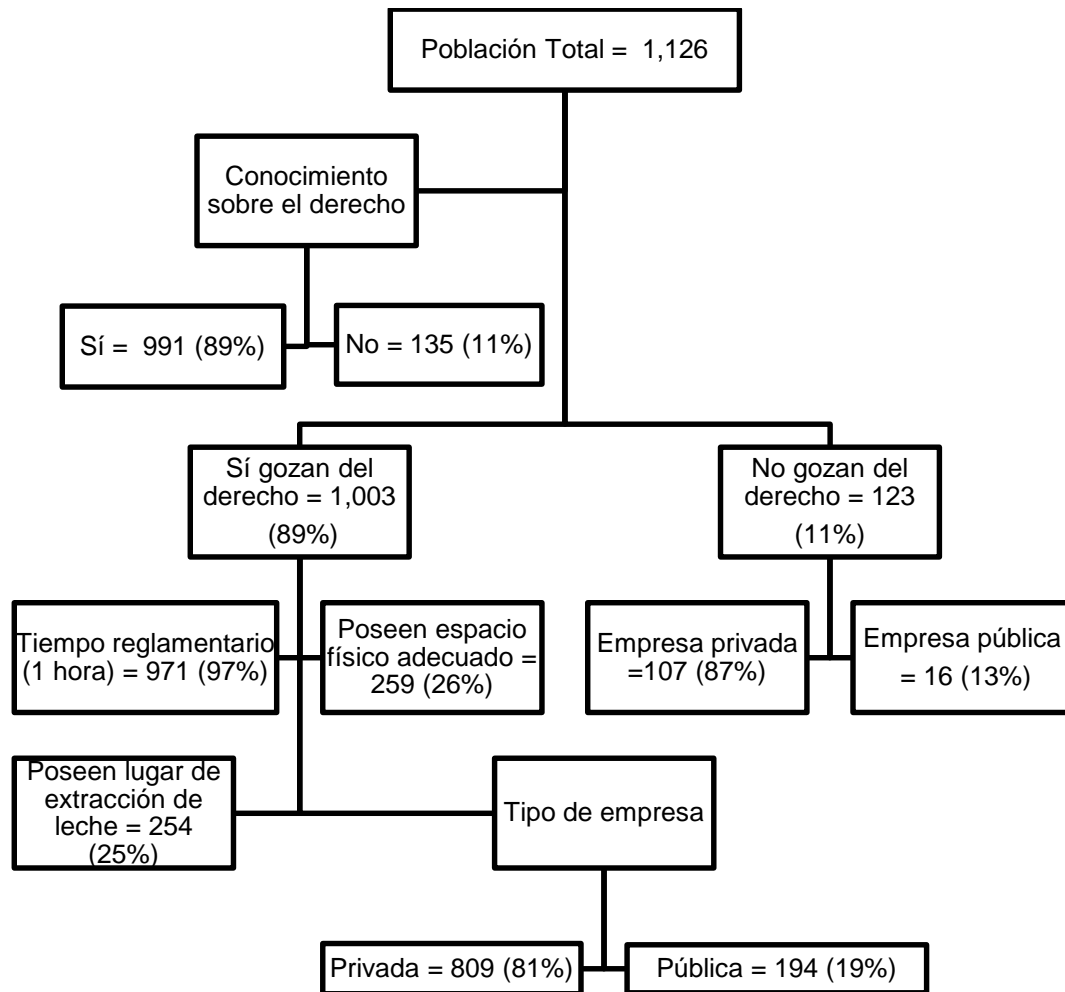 Población Total = 1,126
Conocimiento
sobre el derecho
Sí = 991 (89%)
No = 135 (11%)
Sí gozan del
derecho = 1,003
(89%)
No gozan del
derecho = 123
(11%)
Tiempo reglamentario
(1 hora) = 971 (97%)
Poseen espacio
físico adecuado =
259 (26%)
Empresa privada
=107 (87%)
Empresa pública
= 16 (13%)
Poseen lugar de
extracción de
leche = 254
(25%)
Tipo de empresa
Privada = 809 (81%)
Pública = 194 (19%)